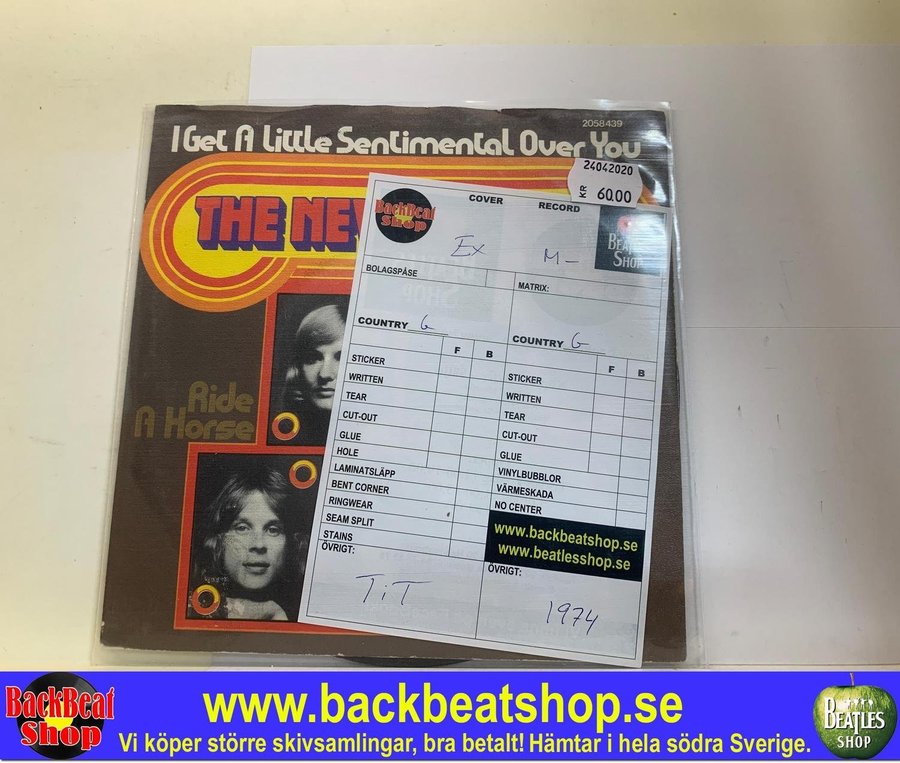 2058439
I Get A Little Sentimental Over You
24042020
KR 60.00
THE NEW
BackBeat Shop
COVER
RECORD
Beatles Shop
Ex
M-
BOLAGSPÅSE
MATRIX:
COUNTRY G
COUNTRY G
F B
F B
STICKER
WRITTEN
TEAR
CUT-OUT
GLUE
HOLE
LAMINATSLÄPP
BENT CORNER
RINGWEAR
SEAM SPLIT
STAINS
ÖVRIGT:
TiT
STICKER
WRITTEN
TEAR
CUT-OUT
GLUE
VINYLBUBBLOR
VÄRMESKADA
NO CENTER
www.backbeatshop.se
www.beatlesshop.se
ÖVRIGT:
1974
Ride
A Horse
BackBeat
Shop
www.backbeatshop.se
Vi köper större skivsamlingar, bra betalt! Hämtar i hela södra Sverige.
BEATLES
SHOP